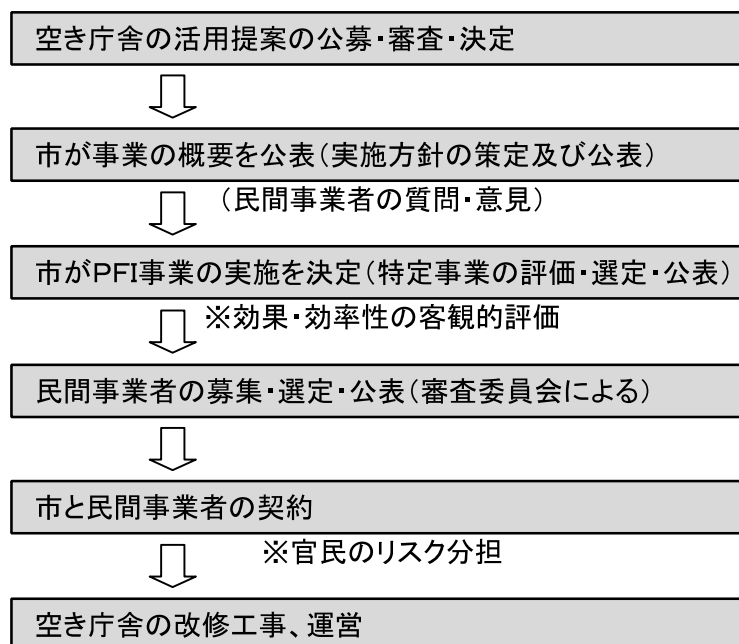 空き庁舎の活用提案の公募・審査・決定
市が事業の概要を公表(実施方針の策定及び公表)
(民間事業者の質問・意見)
市がPFI事業の実施を決定(特定事業の評価・選定・公表)
※効果・効率性の客観的評価
民間事業者の募集・選定・公表(審査委員会による)
市と民間事業者の契約
※官民のリスク分担
空き庁舎の改修工事、運営